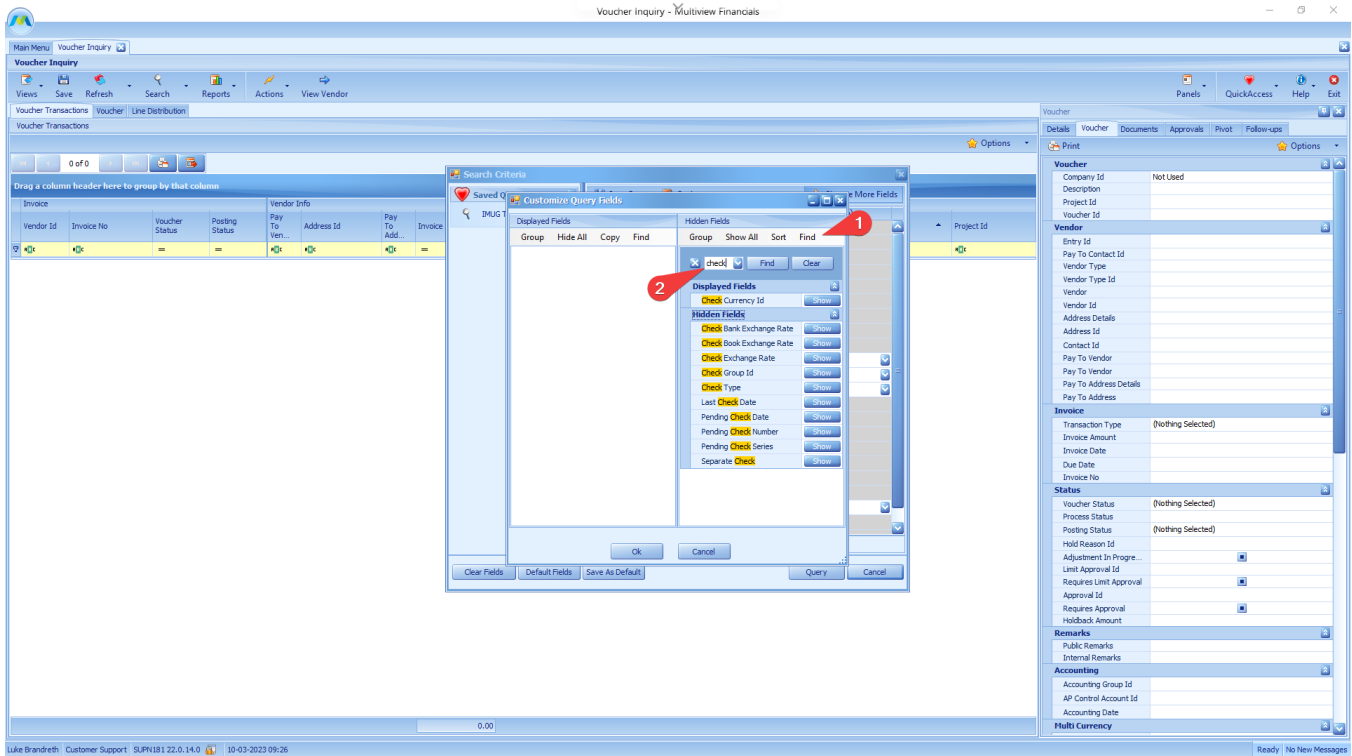 Voucher Inquiry - Multiview Financials
Main Menu Voucher Inquiry
Voucher Inquiry
Views Save Refresh Search Reports Actions View Vendor Panels QuickAccess Help Exit
Voucher Transactions Voucher Line Distribution
Voucher Transactions
Options
0 of 0
Drag a column header here to group by that column
Invoice Vendor Info
Vendor Id Invoice No Voucher Status Posting Status Pay To Ven... Address Id Pay To Add... Invoice Project Id
= =
0.00
Search Criteria
Saved Q
e More Fields
IMUG T
Customize Query Fields
Displayed Fields
Group Hide All Copy Find
Hidden Fields
Group Show All Sort Find
1
check Find Clear
2
Displayed Fields
Check Currency Id Show
Hidden Fields
Check Bank Exchange Rate Show
Check Book Exchange Rate Show
Check Exchange Rate Show
Check Group Id Show
Check Type Show
Last Check Date Show
Pending Check Date Show
Pending Check Number Show
Pending Check Series Show
Separate Check Show
Ok Cancel
Clear Fields Default Fields Save As Default Query Cancel
Voucher
Details Voucher Documents Approvals Pivot Follow-ups
Print Options
Voucher
Company Id Not Used
Description
Project Id
Voucher Id
Vendor
Entry Id
Pay To Contact Id
Vendor Type
Vendor Type Id
Vendor
Vendor Id
Address Details
Address Id
Contact Id
Pay To Vendor
Pay To Vendor
Pay To Address Details
Pay To Address
Invoice
Transaction Type (Nothing Selected)
Invoice Amount
Invoice Date
Due Date
Invoice No
Status
Voucher Status (Nothing Selected)
Process Status
Posting Status (Nothing Selected)
Hold Reason Id
Adjustment In Progre...
Limit Approval Id
Requires Limit Approval
Approval Id
Requires Approval
Holdback Amount
Remarks
Public Remarks
Internal Remarks
Accounting
Accounting Group Id
AP Control Account Id
Accounting Date
Multi Currency
Luke Brandreth Customer Support SUPN181 22.0.14.0 10-03-2023 09:26 Ready No New Messages